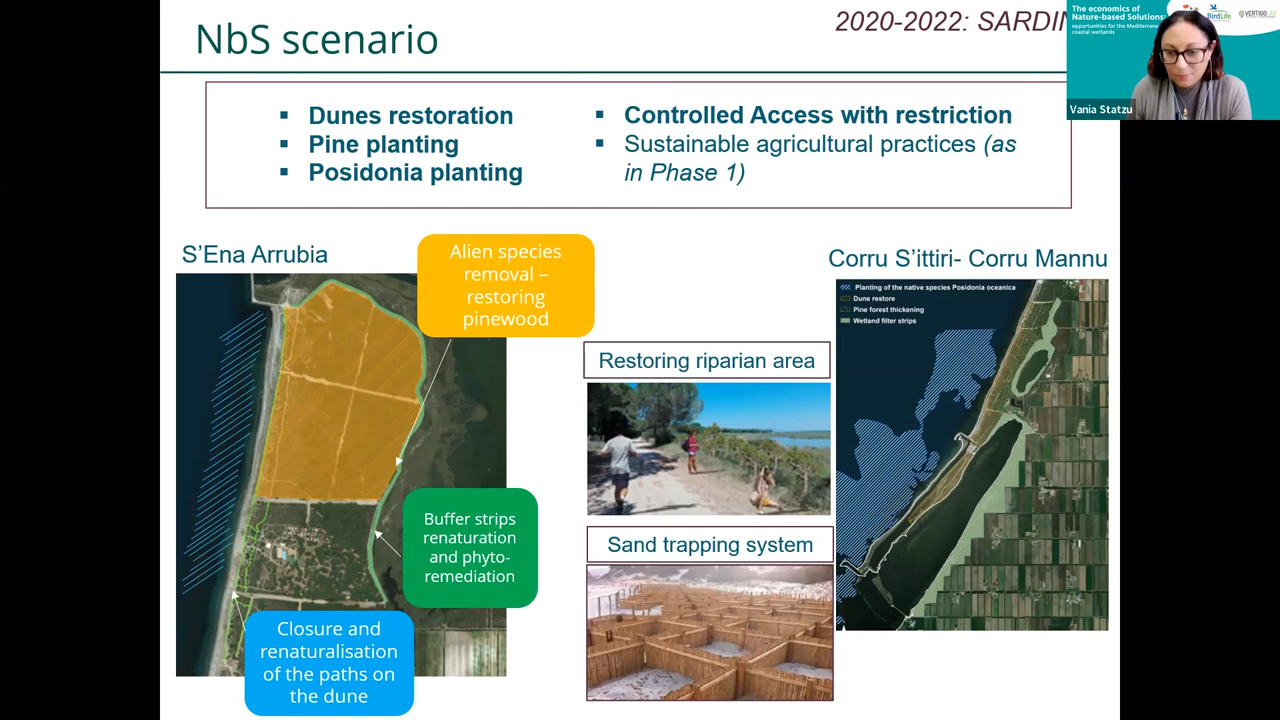 NbS scenario
2020-2022: SARDIN
The economics of
Nature-based Solutions:
opportunities for the Mediterranean
coastal wetlands
BirdLife
VERTIGO
Vania Statzu
▪ Dunes restoration
▪ Pine planting
▪ Posidonia planting
▪ Controlled Access with restriction
▪ Sustainable agricultural practices (as
in Phase 1)
S'Ena Arrubia
Alien species
removal –
restoring
pinewood
Buffer strips
renaturation
and phyto-
remediation
Closure and
renaturalisation
of the paths on
the dune
Restoring riparian area
Sand trapping system
Corru S'ittiri- Corru Mannu
Planting of the native species Posidonia oceanica
Dune restore
Pine forest thickening
Wetland filter strips